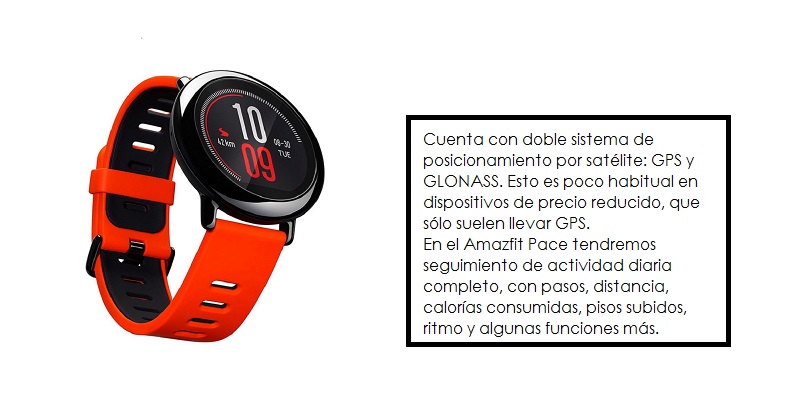 10
42 km
08-30
09
TUE
Cuenta con doble sistema de
posicionamiento por satélite: GPS y
GLONASS. Esto es poco habitual en
dispositivos de precio reducido, que
sólo suelen llevar GPS.
En el Amazfit Pace tendremos
seguimiento de actividad diaria
completo, con pasos, distancia,
calorías consumidas, pisos subidos,
ritmo y algunas funciones más.